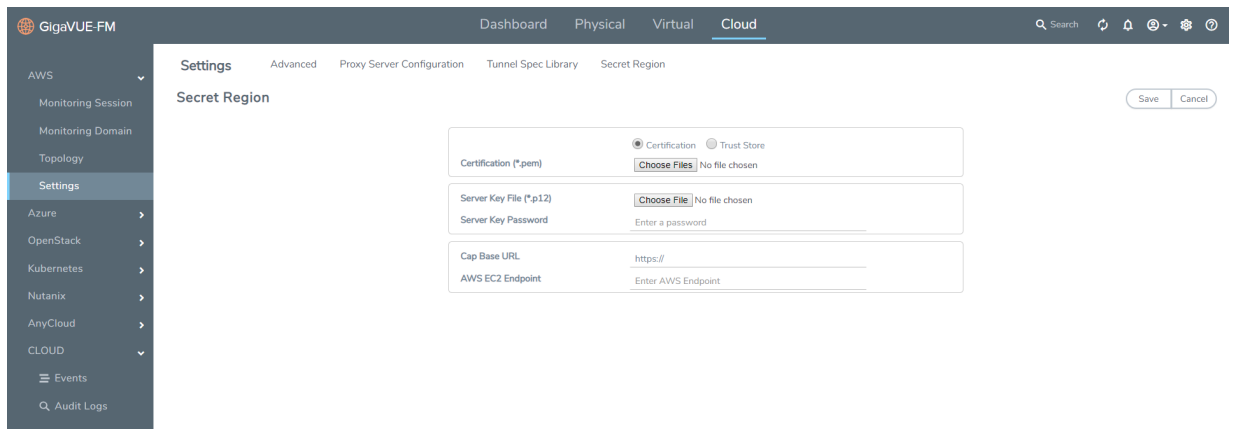 GigaVUE-FM
Dashboard Physical Virtual Cloud
Search
AWS
Monitoring Session
Monitoring Domain
Topology
Settings
Azure
OpenStack
Kubernetes
Nutanix
AnyCloud
CLOUD
Events
Audit Logs
Settings Advanced Proxy Server Configuration Tunnel Spec Library Secret Region
Secret Region
Save Cancel
Certification Trust Store
Certification (*.pem) Choose Files No file chosen
Server Key File (*.p12) Choose File No file chosen
Server Key Password Enter a password
Cap Base URL https://
AWS EC2 Endpoint Enter AWS Endpoint